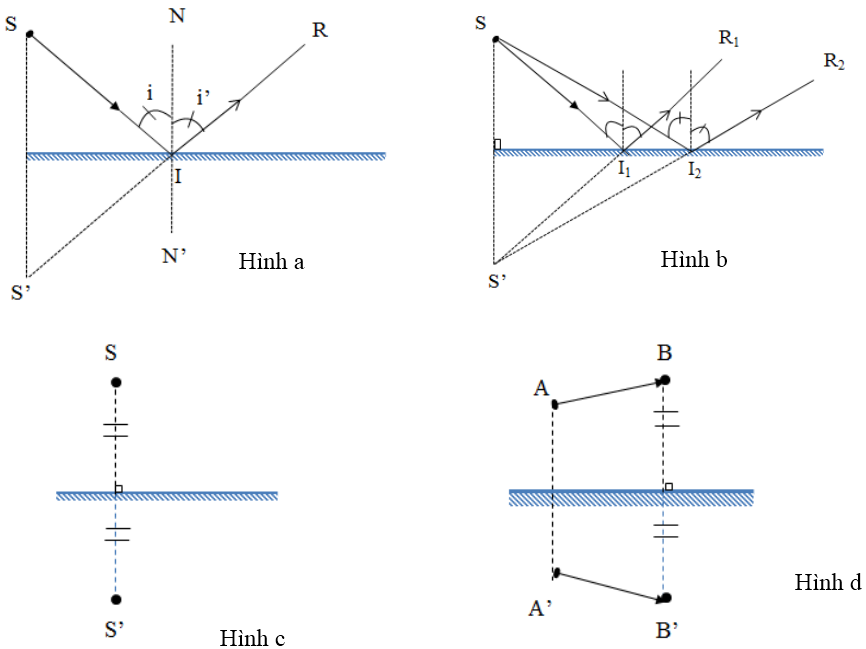 S
N
R
i
i’
I
N’
S’
Hình a
S
R1
R2
I1
I2
S’
Hình b
S
S’
Hình c
A
B
A’
B’
Hình d